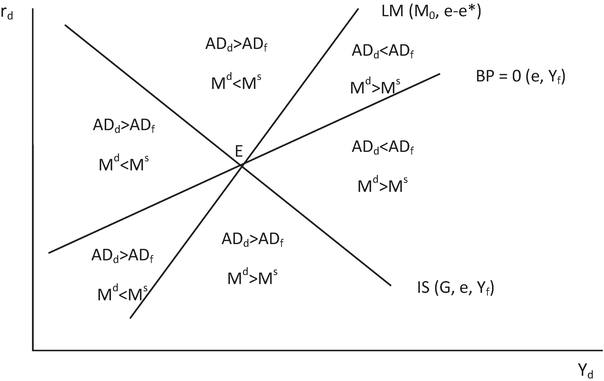 r_d
LM (M₀, e-e*)
AD_d>AD_f
M^d<M^s
AD_d<AD_f
M^d>M^s
BP = 0 (e, Y_f)
AD_d>AD_f
M^d<M^s
E
AD_d<AD_f
M^d>M^s
AD_d>AD_f
M^d<M^s
AD_d>AD_f
M^d>M^s
IS (G, e, Y_f)
Y_d